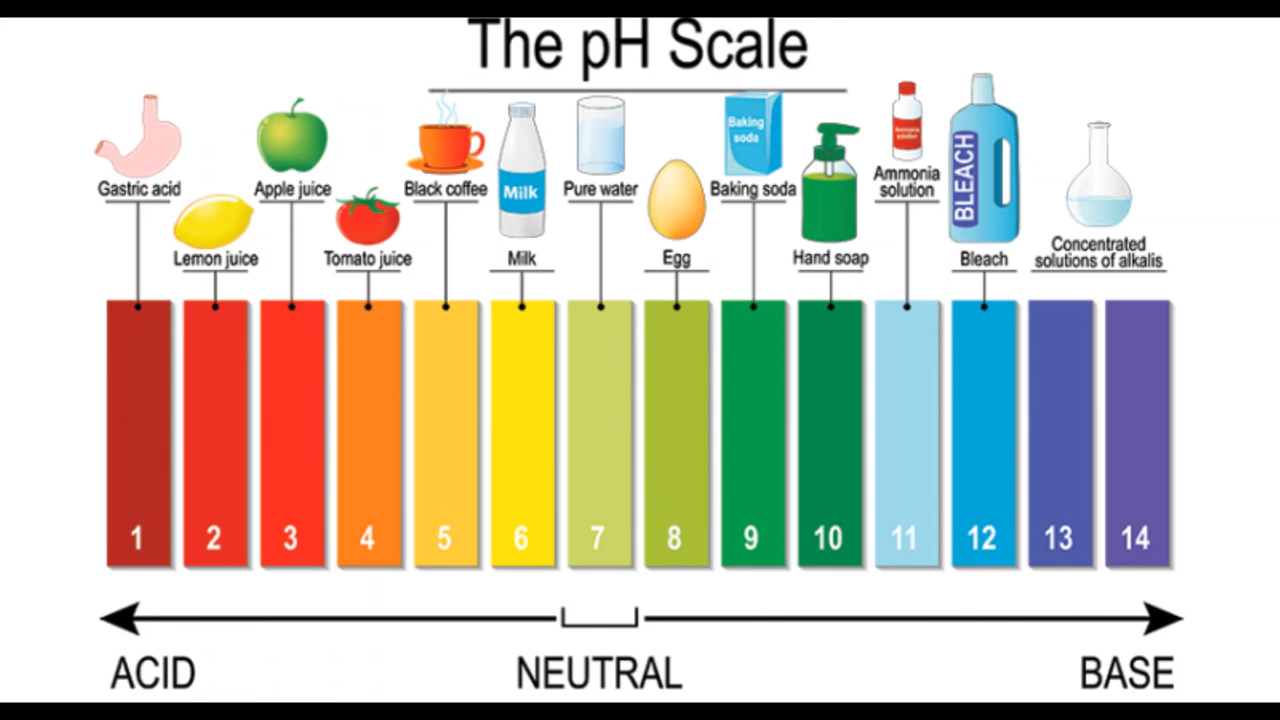 The pH Scale
Gastric acid
Lemon juice
Apple juice
Tomato juice
Black coffee
Milk
Milk
Pure water
Egg
Baking
soda
Baking soda
Hand soap
Ammonia
solution
Ammonia
solution
BLEACH
Bleach
Concentrated
solutions of alkalis
1
2
3
4
5
6
7
8
9
10
11
12
13
14
ACID
NEUTRAL
BASE